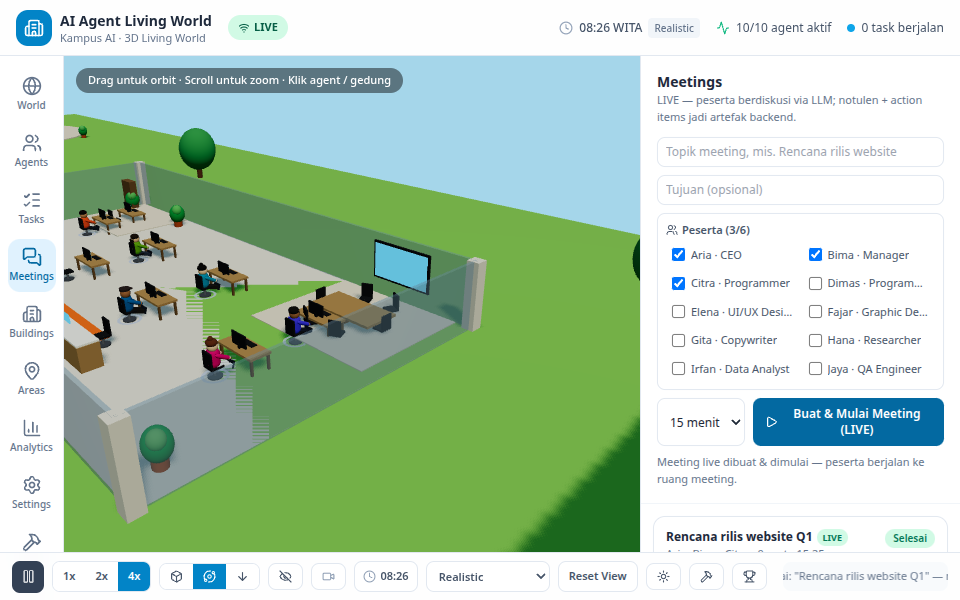 AI Agent Living World
Kampus AI · 3D Living World
LIVE
08:26 WITA
Realistic
10/10 agent aktif
0 task berjalan
World
Agents
Tasks
Meetings
Buildings
Areas
Analytics
Settings
Drag untuk orbit · Scroll untuk zoom · Klik agent / gedung
Meetings
LIVE — peserta berdiskusi via LLM; notulen + action
items jadi artefak backend.
Topik meeting, mis. Rencana rilis website
Tujuan (opsional)
Peserta (3/6)
Aria · CEO
Bima · Manager
Citra · Programmer
Dimas · Program...
Elena · UI/UX Desi...
Fajar · Graphic De...
Gita · Copywriter
Hana · Researcher
Irfan · Data Analyst
Jaya · QA Engineer
15 menit
Buat & Mulai Meeting
(LIVE)
Meeting live dibuat & dimulai — peserta berjalan ke
ruang meeting.
Rencana rilis website Q1
LIVE
Selesai
1x
2x
4x
08:26
Realistic
Reset View
ai: "Rencana rilis website Q1" —